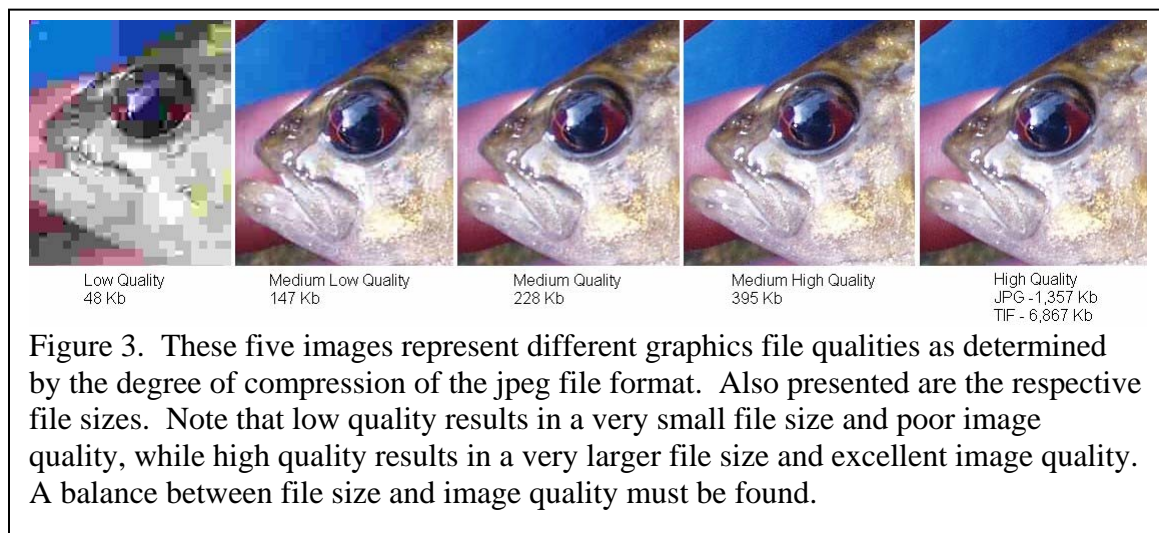 Low Quality
48 Kb
Medium Low Quality
147 Kb
Medium Quality
228 Kb
Medium High Quality
395 Kb
High Quality
JPG -1,357 Kb
TIF - 6,867 Kb
Figure 3.  These five images represent different graphics file qualities as determined
by the degree of compression of the jpeg file format.  Also presented are the respective
file sizes.  Note that low quality results in a very small file size and poor image
quality, while high quality results in a very larger file size and excellent image quality.
A balance between file size and image quality must be found.